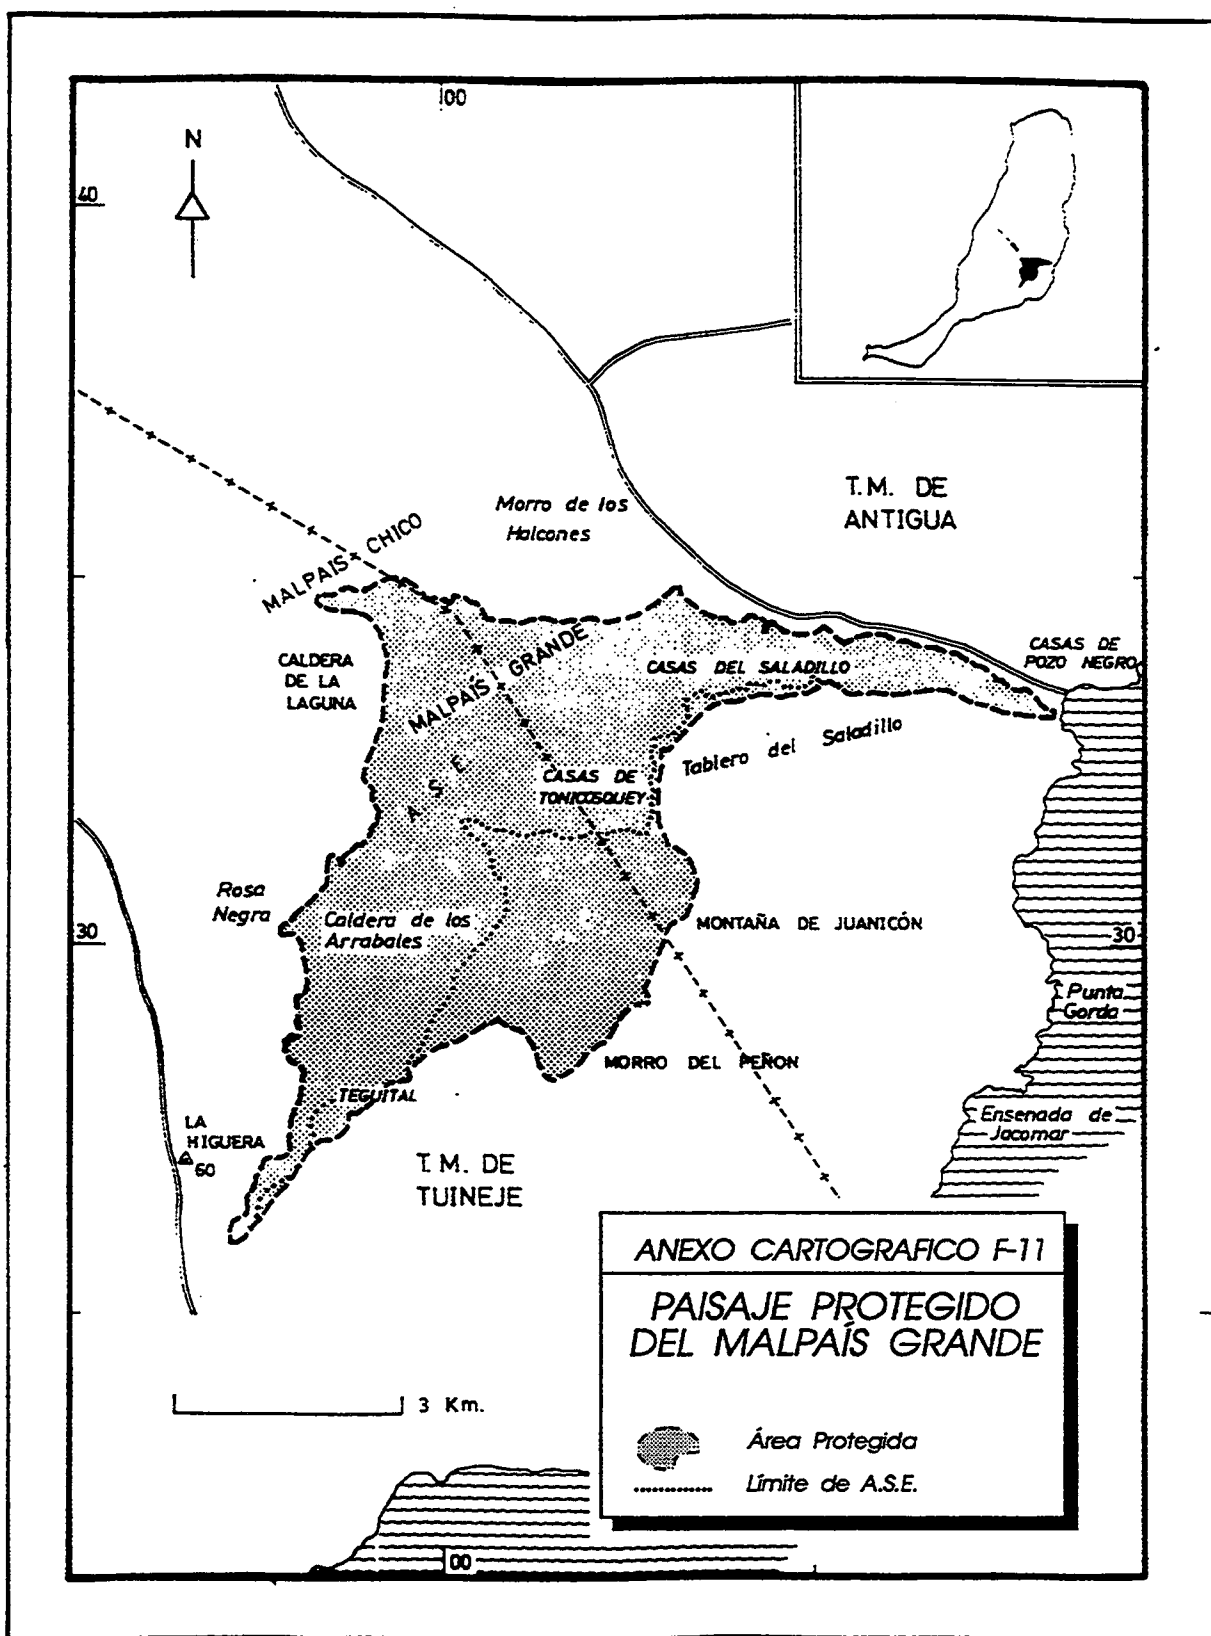 00
N
40
T.M. DE
ANTIGUA
Morro de los
Halcones
MALPAIS CHICO
CASAS DE
POZO NEGRO
CALDERA
DE LA
LAGUNA
MALPAÍS GRANDE
CASAS DEL SALADILLO
Tablero del Saladillo
A S E
CASAS DE
TONICOSQUEY
Rosa
Negra
Caldera de los
Arrabales
MONTAÑA DE JUANICÓN
30
30
Punta
Gorda
MORRO DEL PEÑON
TEGUITAL
LA
HIGUERA
60
Ensenada de
Jacomar
T.M. DE
TUINEJE
ANEXO CARTOGRAFICO F-11
PAISAJE PROTEGIDO
DEL MALPAÍS GRANDE
3 Km.
Área Protegida
Límite de A.S.E.
00